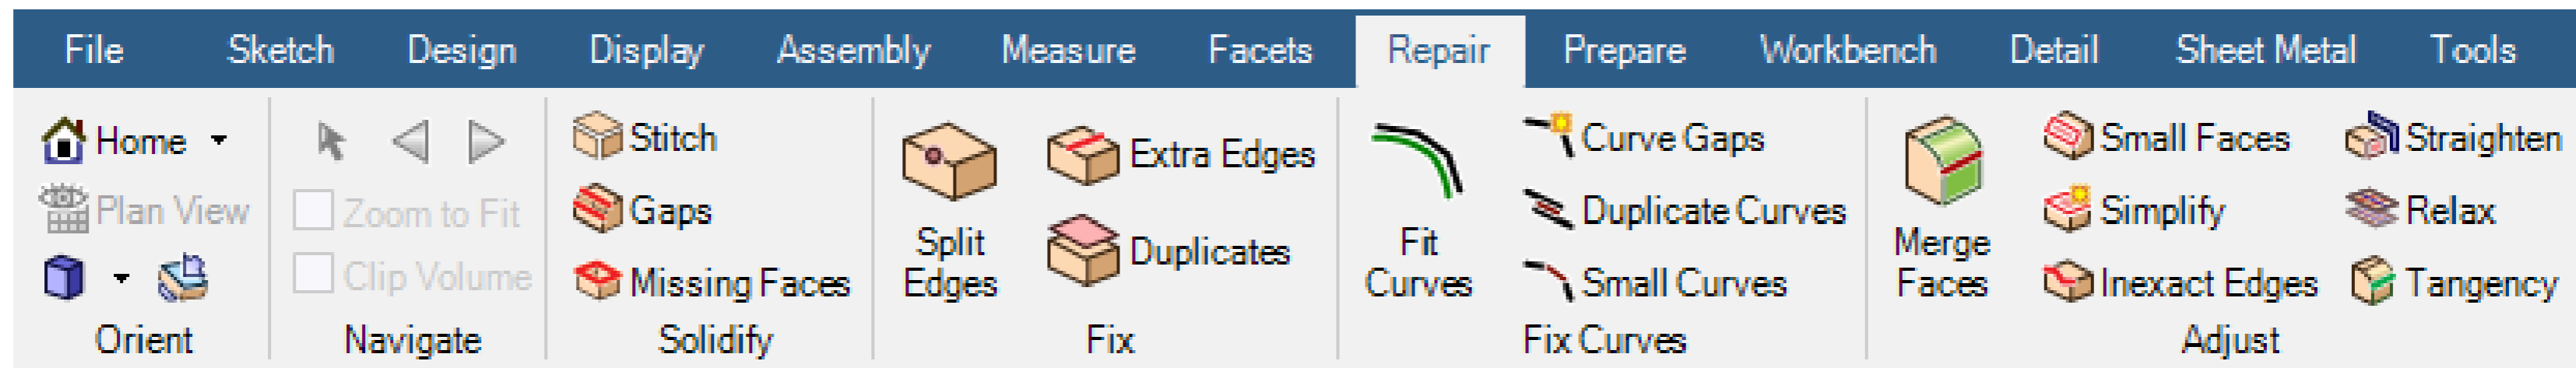 File Sketch Design Display Assembly Measure Facets Repair Prepare Workbench Detail Sheet Metal Tools
Home
Plan View
Orient
Zoom to Fit
Clip Volume
Navigate
Stitch
Gaps
Missing Faces
Solidify
Split
Edges
Extra Edges
Duplicates
Fix
Fit
Curves
Curve Gaps
Duplicate Curves
Small Curves
Fix Curves
Merge
Faces
Small Faces
Simplify
Inexact Edges
Straighten
Relax
Tangency
Adjust